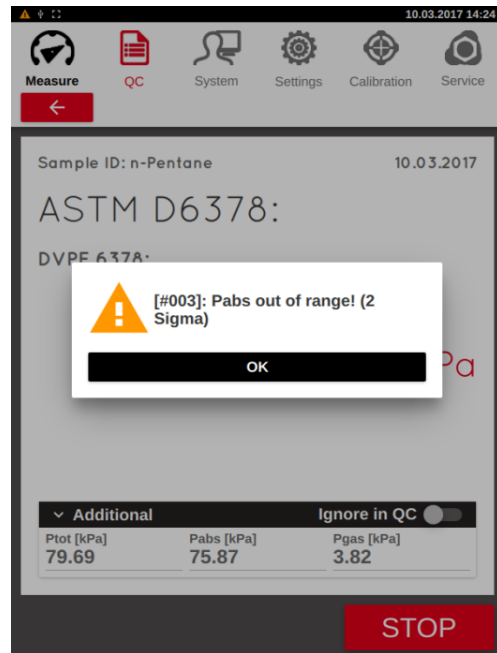 10.03.2017 14:24
Measure QC System Settings Calibration Service
Sample ID: n-Pentane 10.03.2017
ASTM D6378:
DVPE 6378:
[#003]: Pabs out of range! (2
Sigma)
OK
Additional Ignore in QC
Ptot [kPa] Pabs [kPa] Pgas [kPa]
79.69 75.87 3.82
STOP